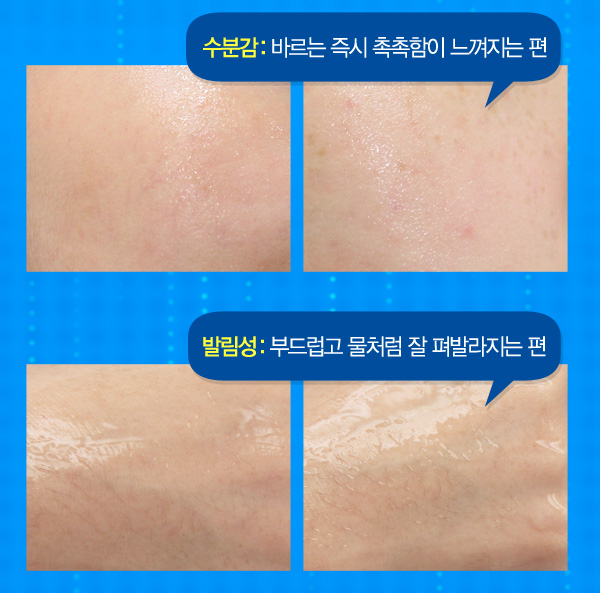 수분감 : 바르는 즉시 촉촉함이 느껴지는 편
발림성 : 부드럽고 물처럼 잘 펴발라지는 편